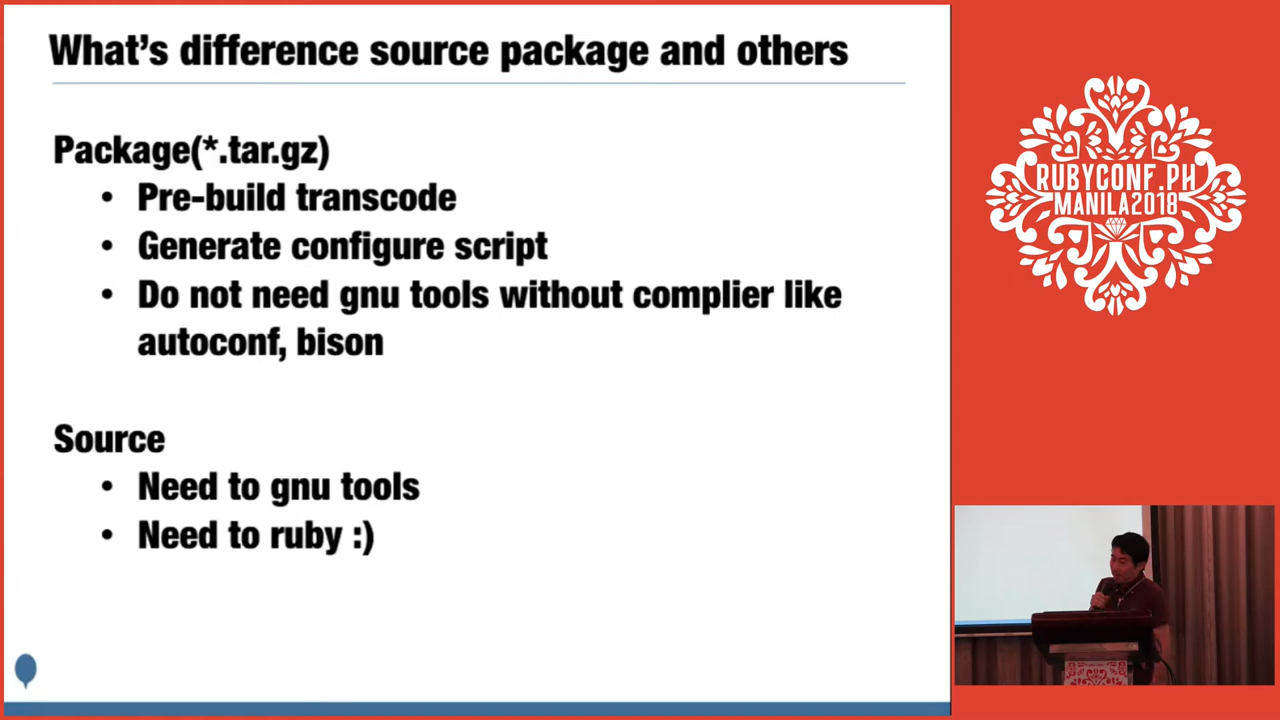 What's difference source package and others
Package(*.tar.gz)
• Pre-build transcode
• Generate configure script
• Do not need gnu tools without complier like
autoconf, bison
Source
• Need to gnu tools
• Need to ruby :)
RUBYCONF.PH
MANILA2018